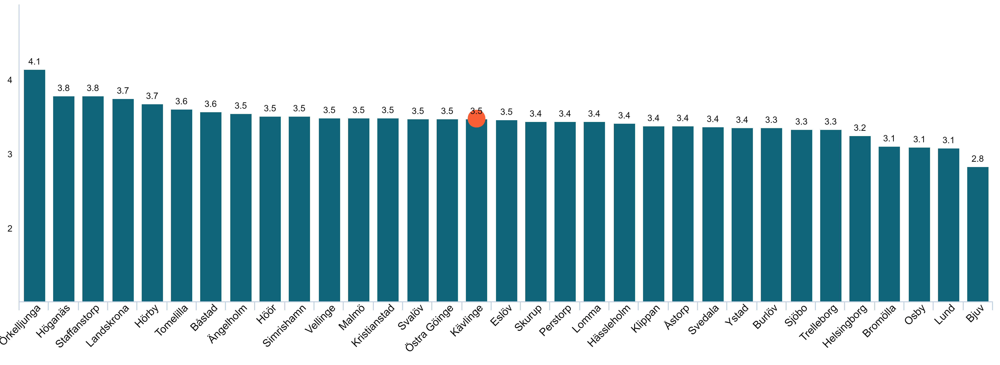 4.1
3.8
3.8
3.7
3.7
3.6
3.6
3.5
3.5
3.5
3.5
3.5
3.5
3.5
3.5
3.5
3.5
3.4
3.4
3.4
3.4
3.4
3.4
3.4
3.4
3.3
3.3
3.3
3.2
3.1
3.1
3.1
2.8
4
3
2
Örkelljunga
Höganäs
Staffanstorp
Landskrona
Hörby
Tomelilla
Båstad
Ängelholm
Höör
Simrishamn
Vellinge
Malmö
Kristianstad
Svalöv
Östra Göinge
Kävlinge
Eslöv
Skurup
Perstorp
Lomma
Hässleholm
Klippan
Åstorp
Svedala
Ystad
Burlöv
Sjöbo
Trelleborg
Helsingborg
Bromölla
Osby
Lund
Bjuv